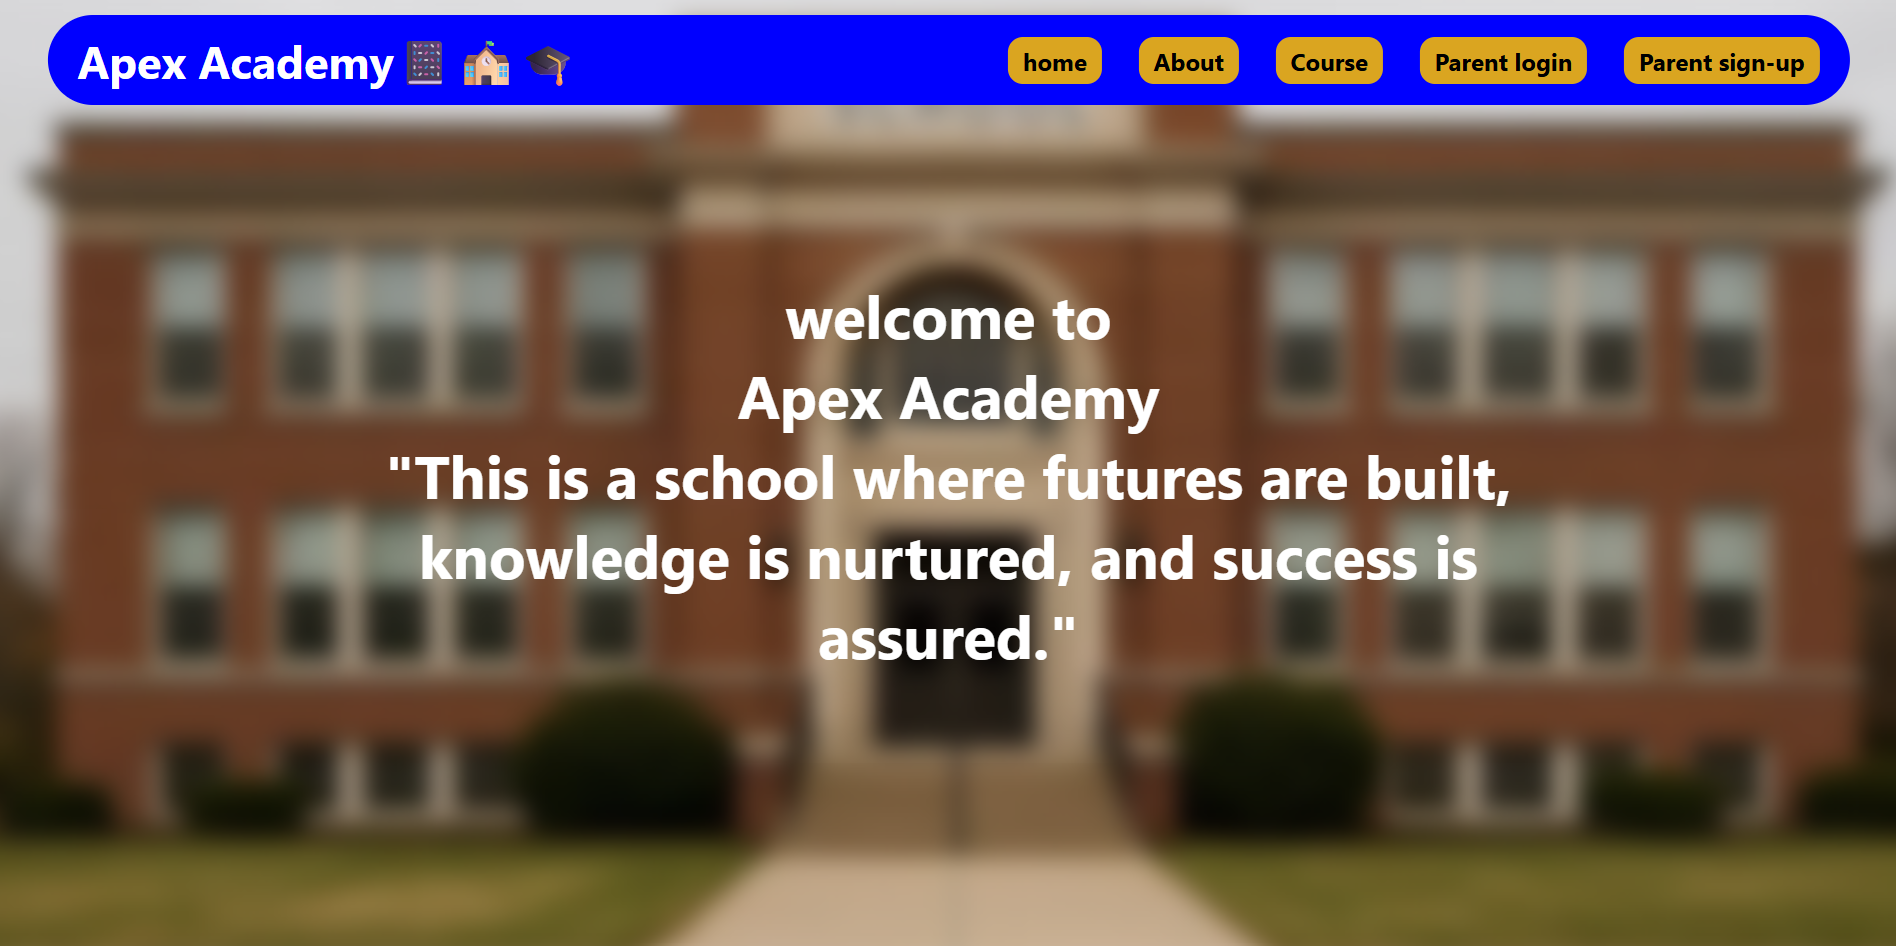 Apex Academy
home
About
Course
Parent login
Parent sign-up
welcome to
Apex Academy
"This is a school where futures are built,
knowledge is nurtured, and success is
assured."